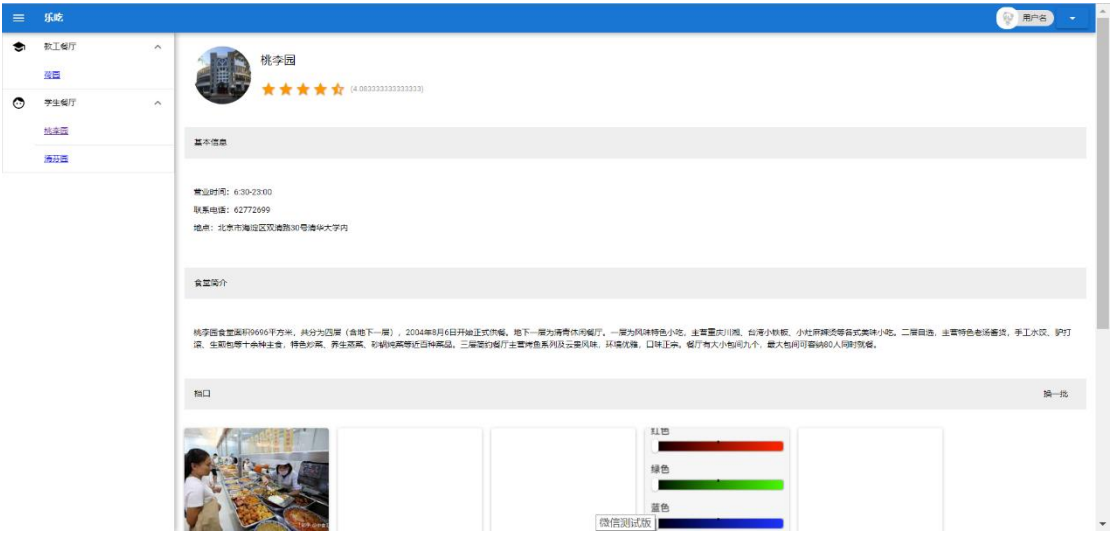 乐吃
用户名
教工餐厅
荷园
学生餐厅
桃李园
清芬园
桃李园
(4.083333333333333)
基本信息
营业时间：6:30-23:00
联系电话：62772699
地点：北京市海淀区双清路30号清华大学内
食堂简介
桃李园食堂面积9696平方米，共分为四层（含地下一层），2004年8月6日开始正式供餐。地下一层为清青休闲餐厅。一层为风味特色小吃，主营重庆川湘、台湾小铁板、小灶麻辣烫等各式美味小吃。二层自选，主营特色老汤酱货，手工水饺、驴打
滚、生煎包等十余种主食，特色炒菜、养生蒸菜、砂锅炖菜等近百种菜品。三层简约餐厅主营烤鱼系列及云贵风味，环境优雅，口味正宗。餐厅有大小包间九个，最大包间可容纳80人同时就餐。
档口
换一批
红色
绿色
蓝色
微信测试版